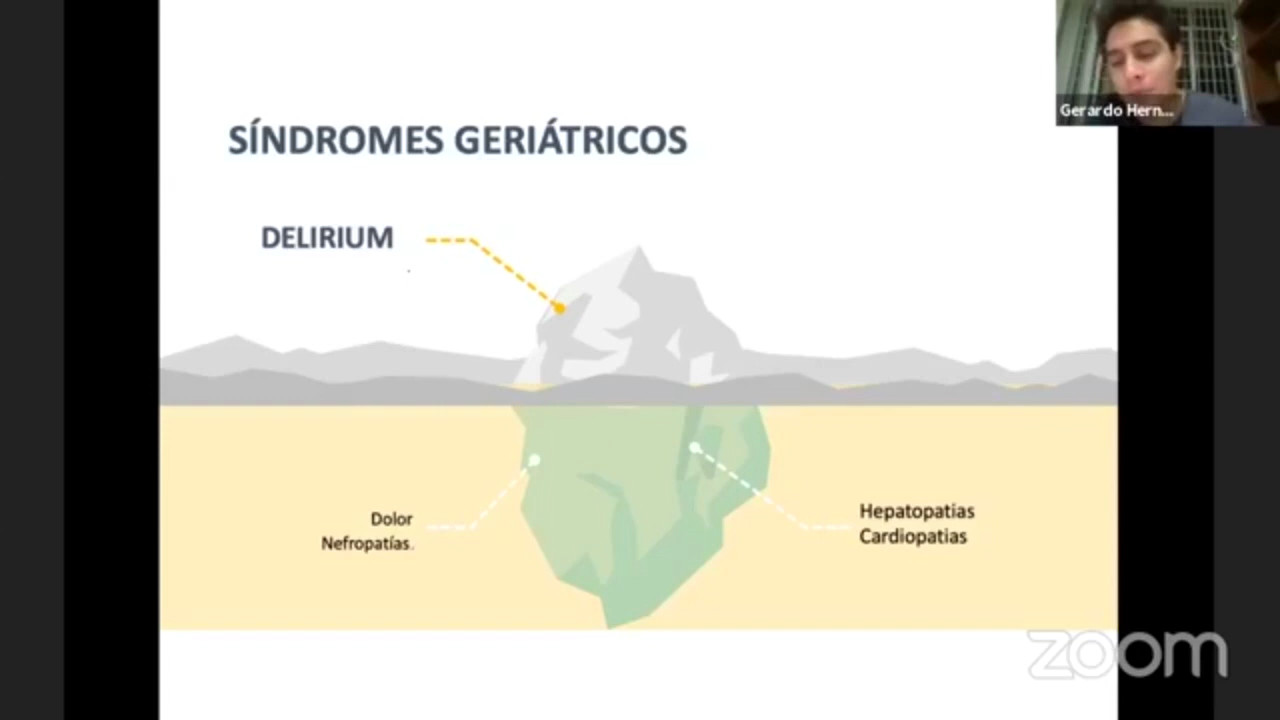 Gerardo Hern...
SÍNDROMES GERIÁTRICOS
DELIRIUM
Dolor
Nefropatías.
Hepatopatias
Cardiopatias
zoom